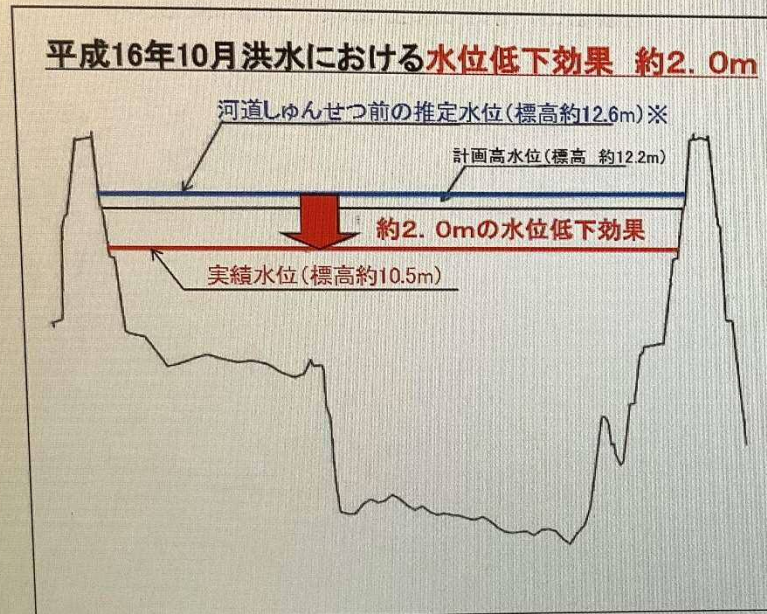 平成16年10月洪水における水位低下効果 約2．0m
河道しゅんせつ前の推定水位(標高約12.6m)※
計画高水位(標高 約12.2m)
約2．0mの水位低下効果
実績水位(標高約10.5m)